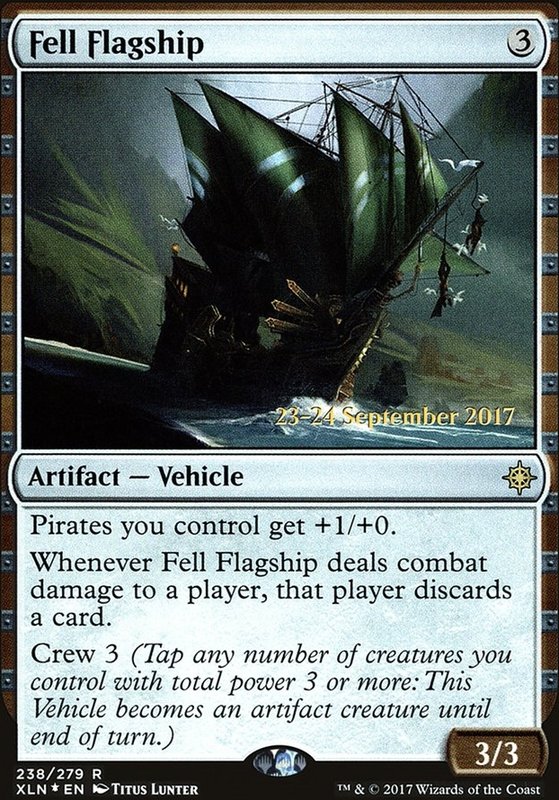 Fell Flagship 3
23-24 September 2017
Artifact — Vehicle
Pirates you control get +1/+0.
Whenever Fell Flagship deals combat
damage to a player, that player discards
a card.
Crew 3 (Tap any number of creatures you
control with total power 3 or more: This
Vehicle becomes an artifact creature until
end of turn.)
3/3
238/279 R
XLN★EN Titus Lunter
™ & © 2017 Wizards of the Coast